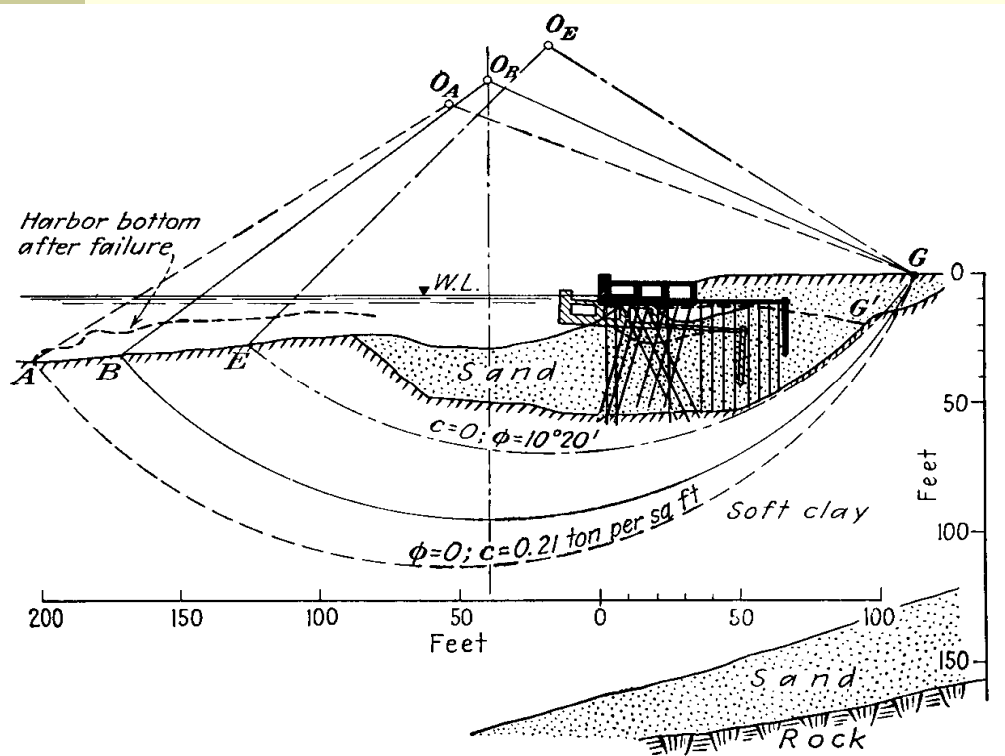 O_E
O_B
O_A
Harbor bottom
after failure
W.L.
G
0
G'
A
B
E
Sand
50
c=0; φ=10°20'
Feet
Soft clay
φ=0; c=0.21 ton per sq ft
100
200
150
100
50
0
50
100
Feet
150
Sand
Rock